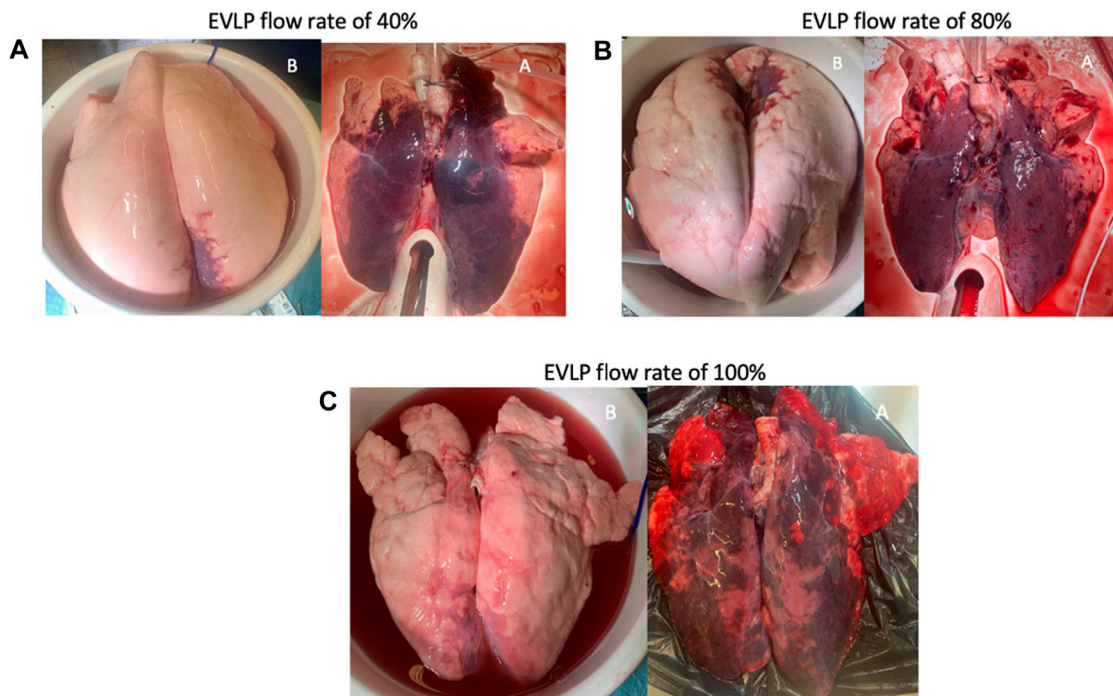 EVLP flow rate of 40%
A
B
A
EVLP flow rate of 80%
B
B
A
EVLP flow rate of 100%
C
B
A